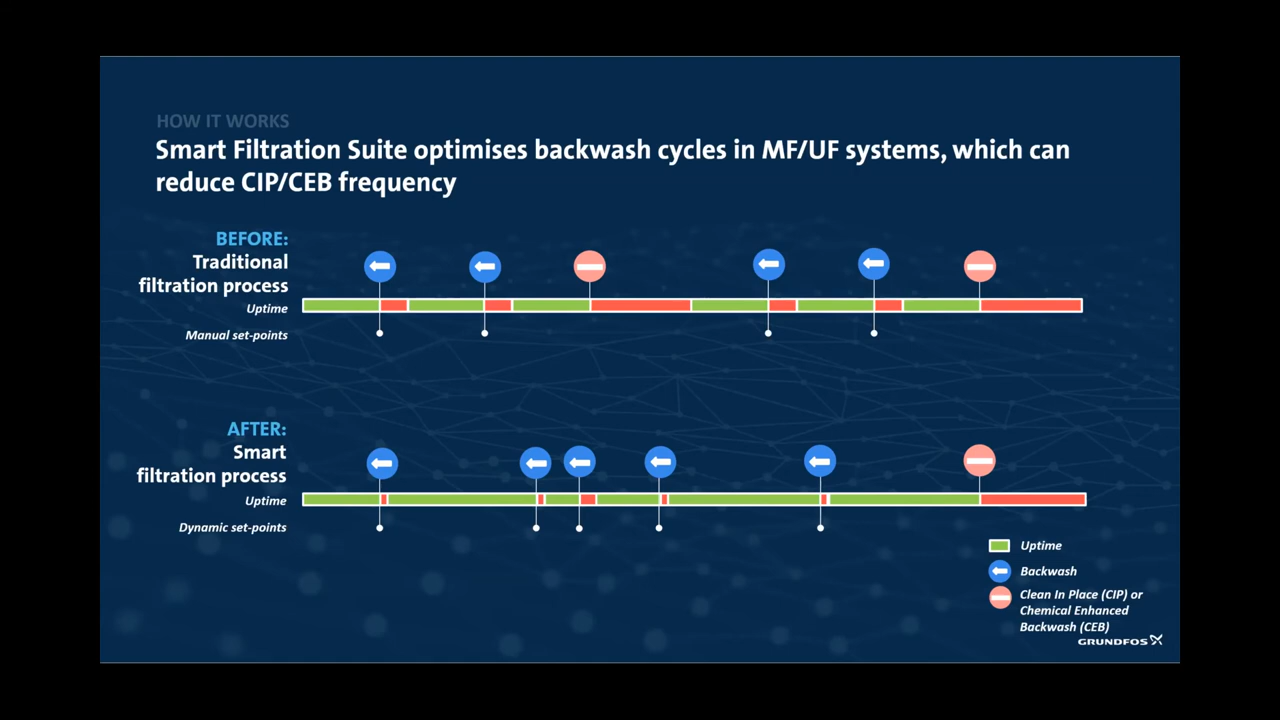 HOW IT WORKS
Smart Filtration Suite optimises backwash cycles in MF/UF systems, which can
reduce CIP/CEB frequency
BEFORE:
Traditional
filtration process
Uptime
Manual set-points
AFTER:
Smart
filtration process
Uptime
Dynamic set-points
Uptime
Backwash
Clean In Place (CIP) or
Chemical Enhanced
Backwash (CEB)
GRUNDFOS